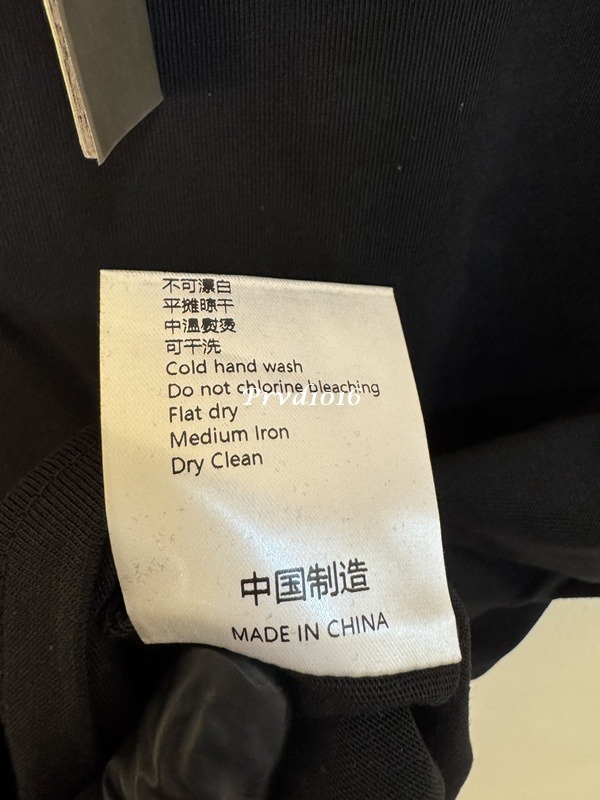 不可漂白
平摊晾干
中温熨烫
可干洗
Cold hand wash
Do not chlorine bleaching
Prvd1016
Flat dry
Medium Iron
Dry Clean
中国制造
MADE IN CHINA